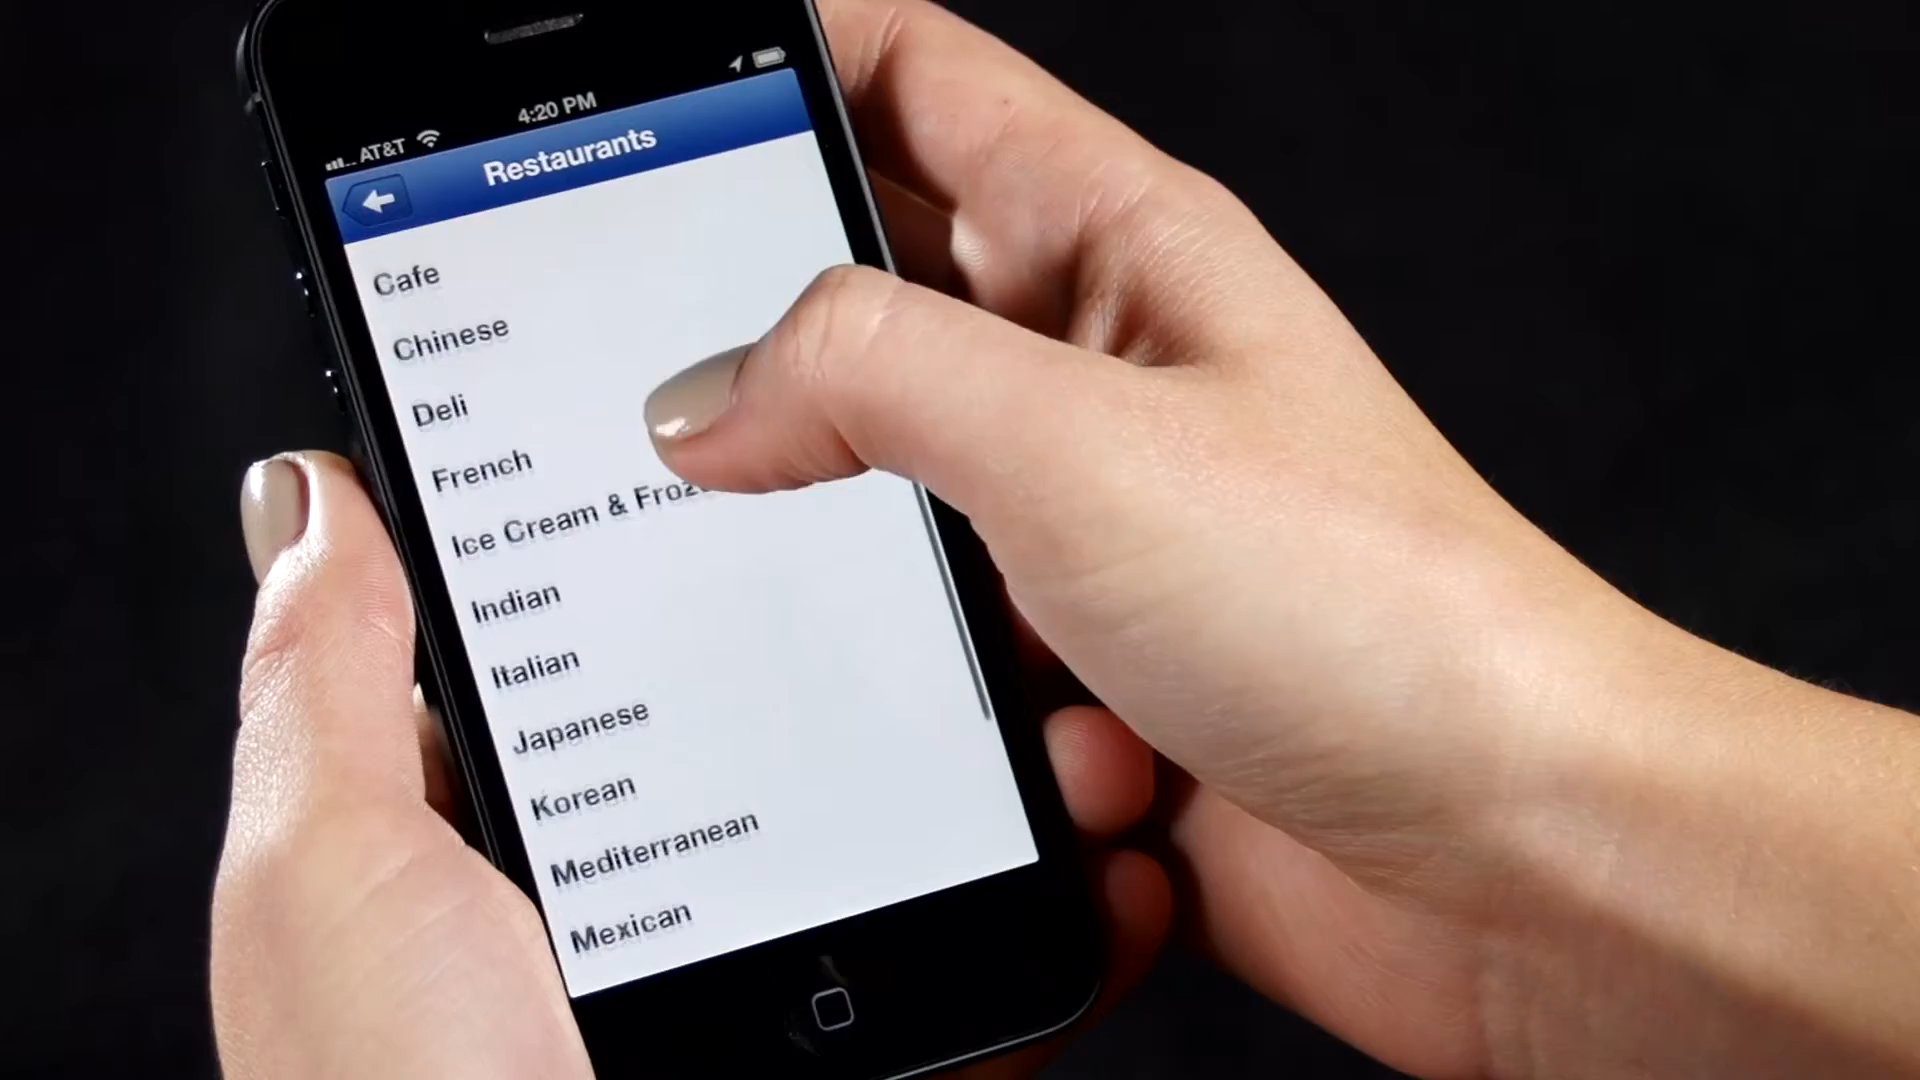 4:20 PM
AT&T
Restaurants
Cafe
Chinese
Deli
French
Ice Cream &
Indian
Italian
Japanese
Korean
Mediterranean
Mexican